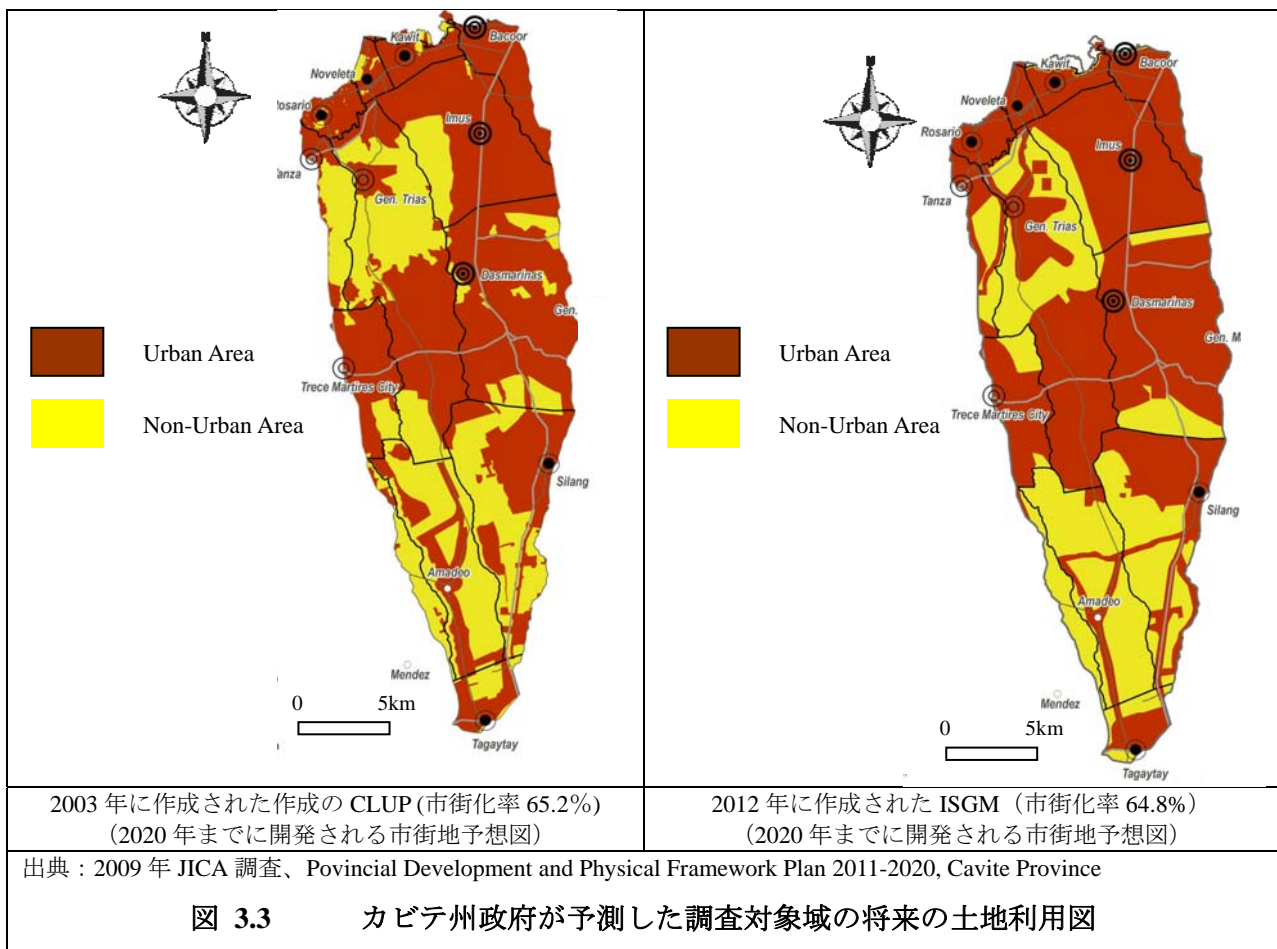 N
Kawit
Bacoor
Noveleta
Rosario
Imus
Tanza
Gen. Trias
Dasmarinas
Gen.
Urban Area
Trece Martires City
Non-Urban Area
Silang
Amadeo
Mendez
0 5km
Tagaytay
N
Bacoor
Kawit
Noveleta
Rosario
Imus
Tanza
Gen. Trias
Dasmarinas
Gen. M
Urban Area
Trece Martires City
Non-Urban Area
Silang
Amadeo
Mendez
0 5km
Tagaytay
2003 年に作成された作成の CLUP (市街化率 65.2%)
(2020 年までに開発される市街地予想図)
2012 年に作成された ISGM(市街化率 64.8%)
(2020 年までに開発される市街地予想図)
出典:2009 年 JICA 調査、Povincial Development and Physical Framework Plan 2011-2020, Cavite Province
図 3.3 カビテ州政府が予測した調査対象域の将来の土地利用図